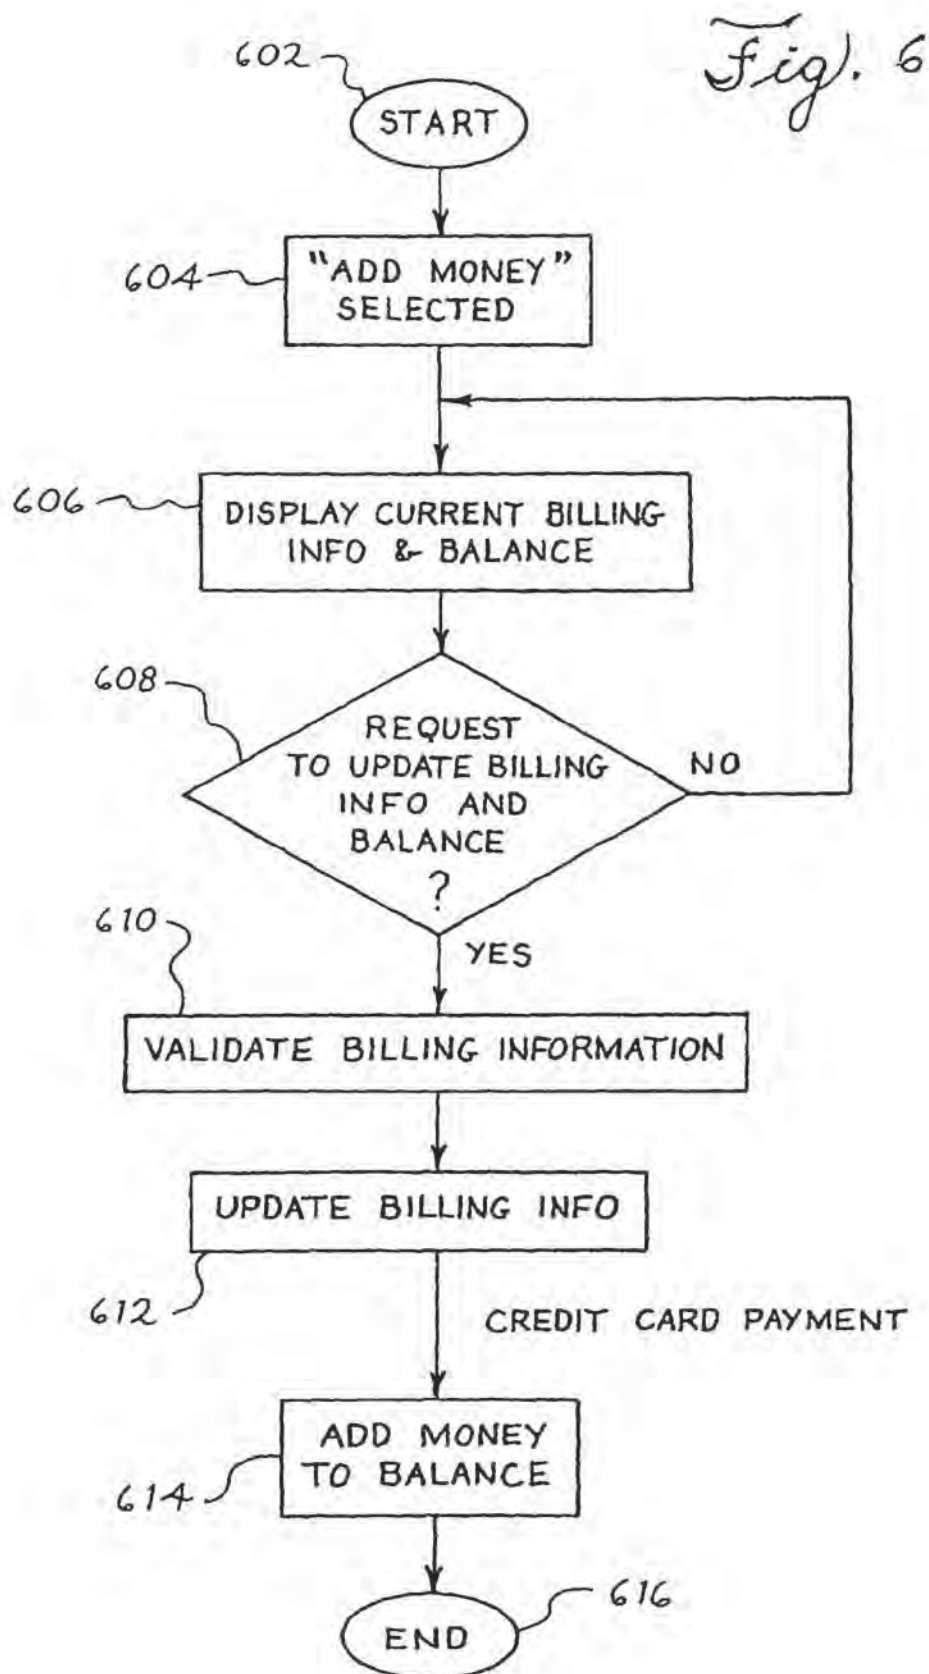 Fig. 6
602
START
604
"ADD MONEY"
SELECTED
606
DISPLAY CURRENT BILLING
INFO & BALANCE
608
REQUEST
TO UPDATE BILLING
INFO AND
BALANCE
?
NO
610
YES
VALIDATE BILLING INFORMATION
UPDATE BILLING INFO
612
CREDIT CARD PAYMENT
ADD MONEY
TO BALANCE
614
616
END